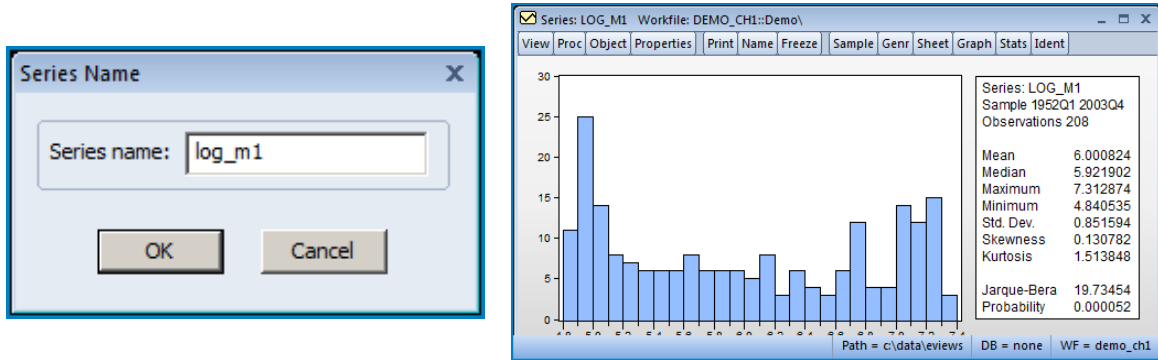 Series Name
Series name: log_m1
OK Cancel
Series: LOG_M1 Workfile: DEMO_CH1::Demo\
View Proc Object Properties Print Name Freeze Sample Genr Sheet Graph Stats Ident
30
25
20
15
10
5
0
Series: LOG_M1
Sample 1952Q1 2003Q4
Observations 208
Mean 6.000824
Median 5.921902
Maximum 7.312874
Minimum 4.840535
Std. Dev. 0.851594
Skewness 0.130782
Kurtosis 1.513848
Jarque-Bera 19.73454
Probability 0.000052
Path = c:\data\eviews DB = none WF = demo_ch1